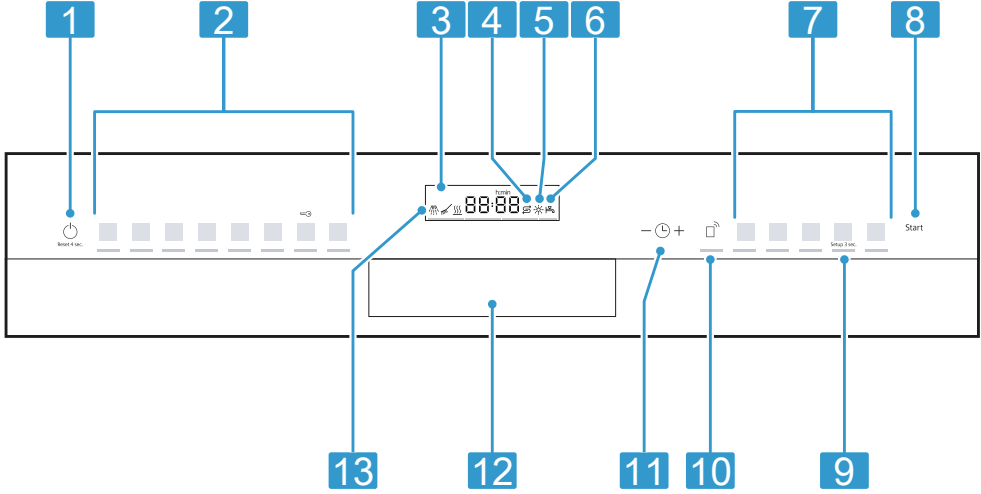 1 2 3 4 5 6 7 8
h:min
88:88
Reset 4 sec.
Setup 3 sec.
Start
13 12 11 10 9